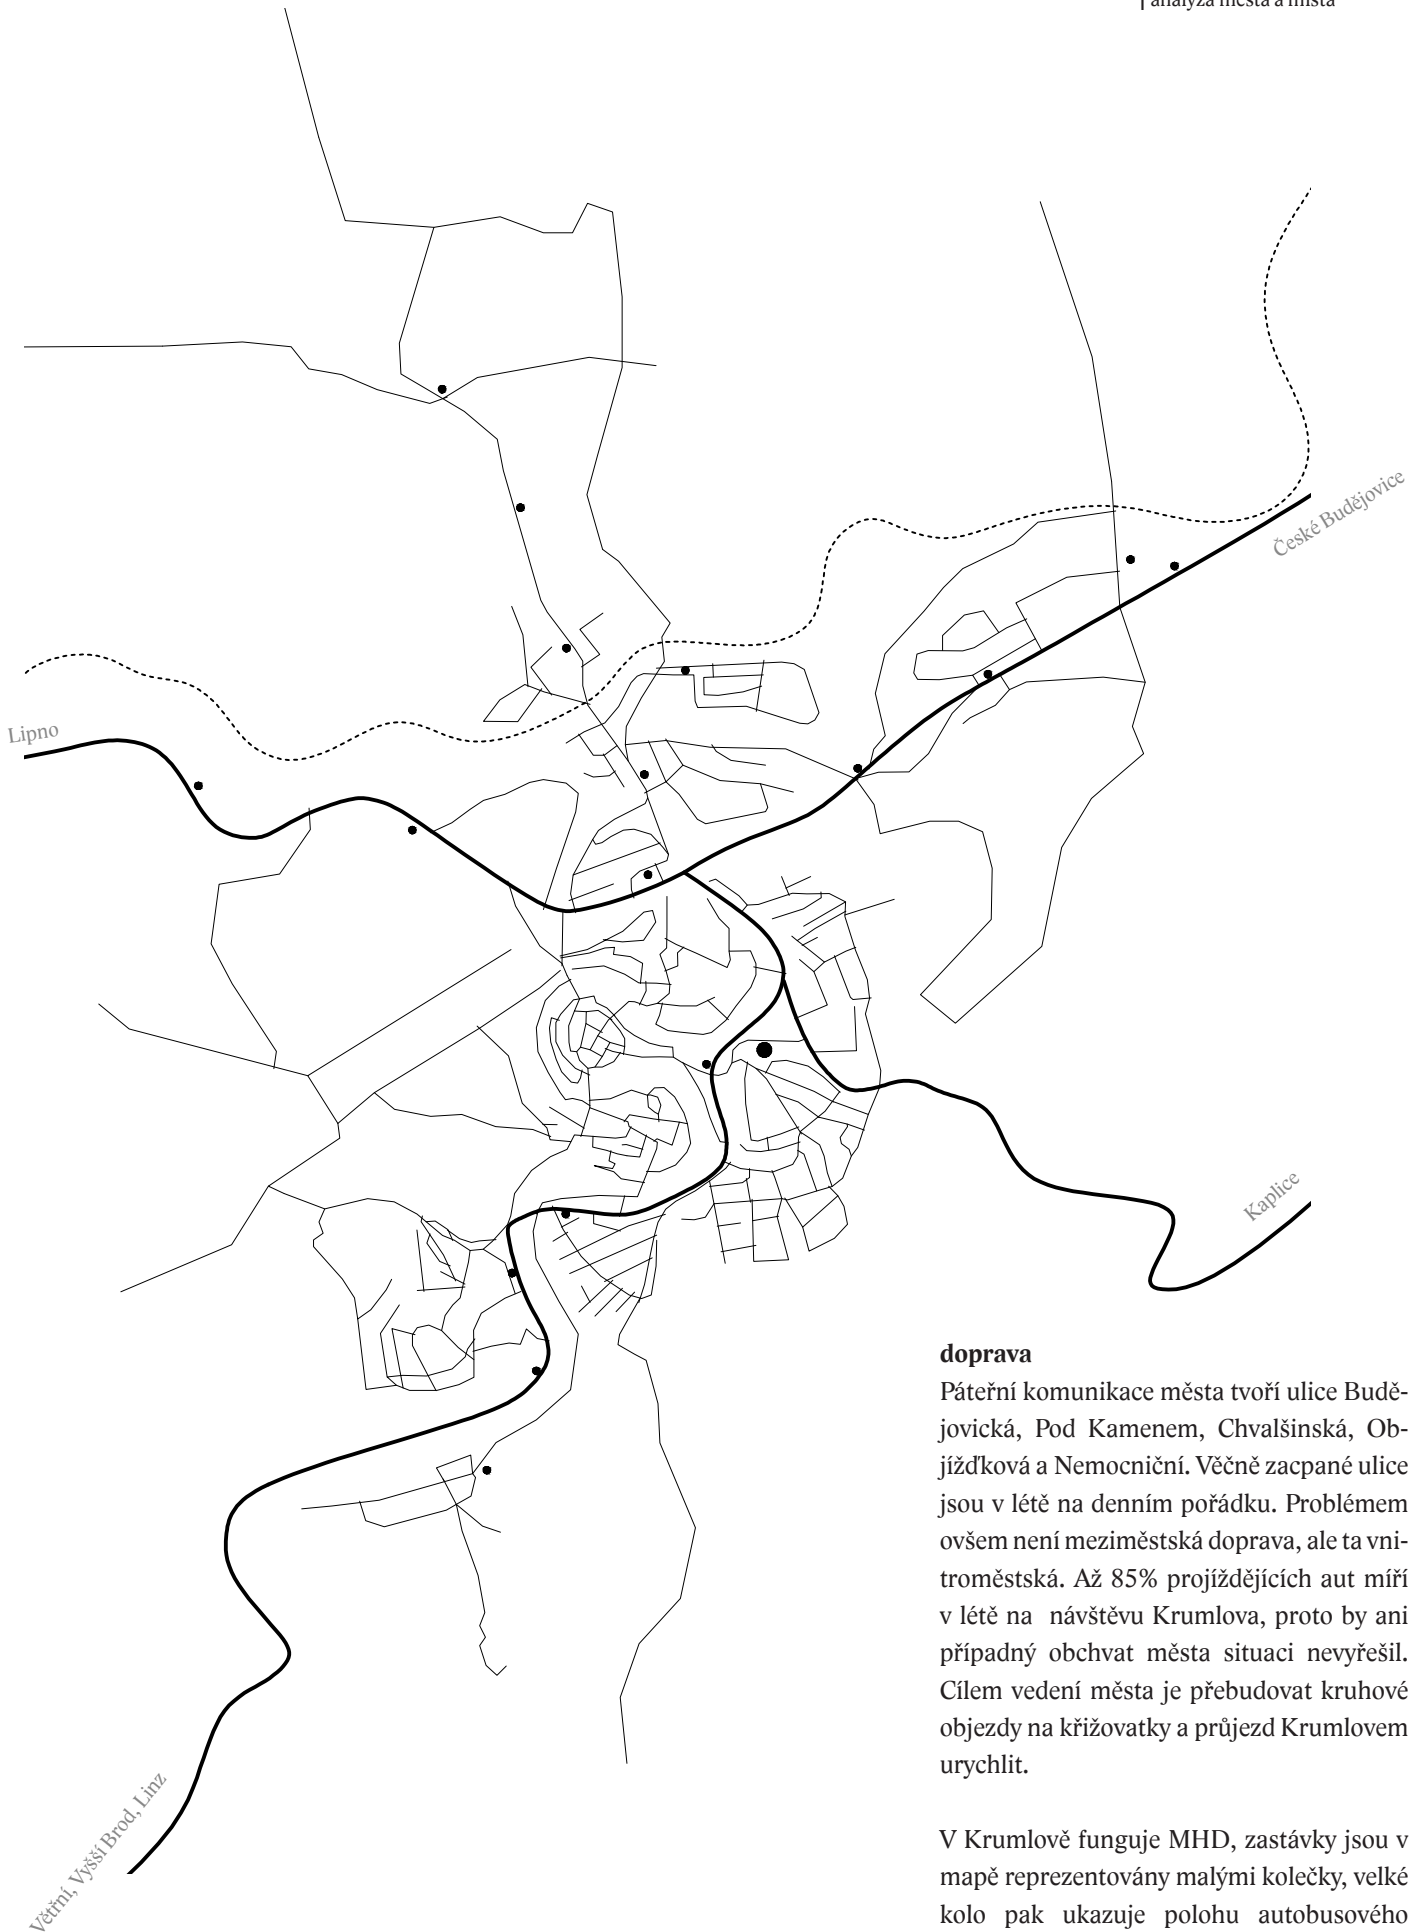 analýza města a místa
České Budějovice
Lipno
Kaplice
Větřní, Vyšší Brod, Linz
doprava
Páteřní komunikace města tvoří ulice Budě-
jovická, Pod Kamenem, Chvalšinská, Ob-
jížďková a Nemocniční. Věčně zacpané ulice
jsou v létě na denním pořádku. Problémem
ovšem není meziměstská doprava, ale ta vni-
troměstská. Až 85% projíždějících aut míří
v létě na návštěvu Krumlova, proto by ani
případný obchvat města situaci nevyřešil.
Cílem vedení města je přebudovat kruhové
objezdy na křižovatky a průjezd Krumlovem
urychlit.
V Krumlově funguje MHD, zastávky jsou v
mapě reprezentovány malými kolečky, velké
kolo pak ukazuje polohu autobusového